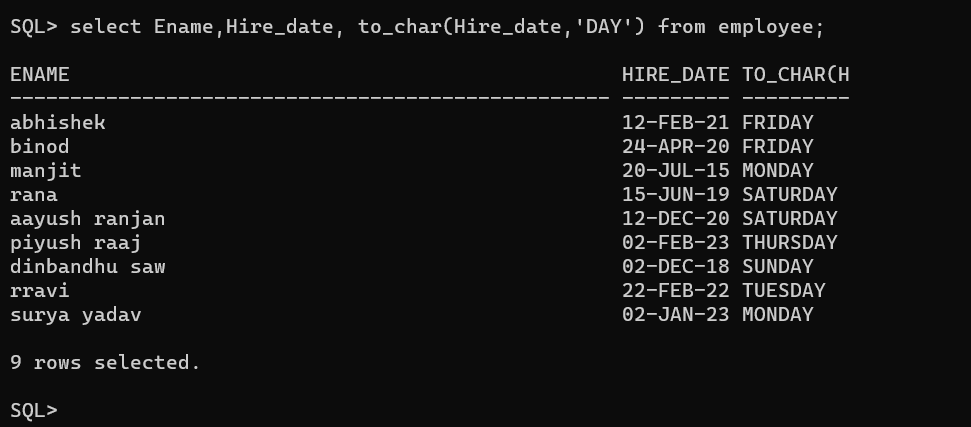 SQL> select Ename,Hire_date, to_char(Hire_date,'DAY') from employee;
ENAME HIRE_DATE TO_CHAR(H
-------------------------------------------------- --------- ---------
abhishek 12-FEB-21 FRIDAY
binod 24-APR-20 FRIDAY
manjit 20-JUL-15 MONDAY
rana 15-JUN-19 SATURDAY
aayush ranjan 12-DEC-20 SATURDAY
piyush raaj 02-FEB-23 THURSDAY
dinbandhu saw 02-DEC-18 SUNDAY
rravi 22-FEB-22 TUESDAY
surya yadav 02-JAN-23 MONDAY
9 rows selected.
SQL>